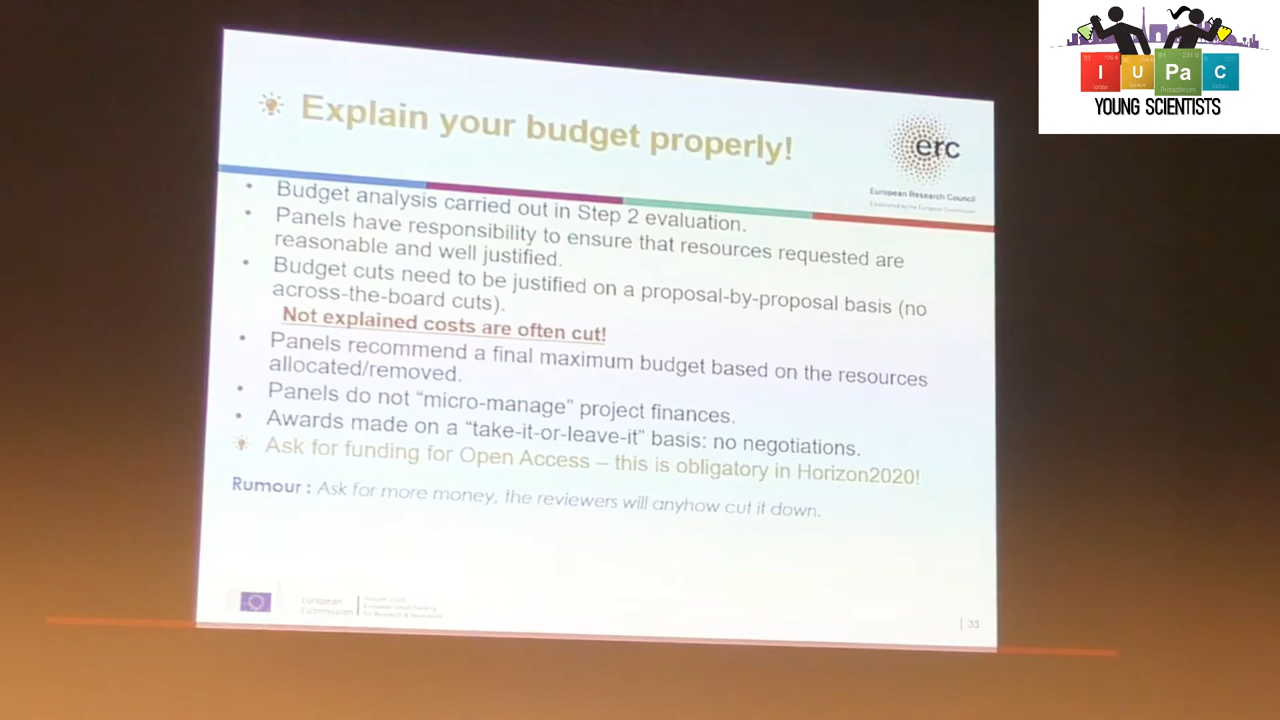 I U Pa C
YOUNG SCIENTISTS
Explain your budget properly!
erc
European Research Council
Established by the European Commission
• Budget analysis carried out in Step 2 evaluation.
• Panels have responsibility to ensure that resources requested are
reasonable and well justified.
• Budget cuts need to be justified on a proposal-by-proposal basis (no
across-the-board cuts).
Not explained costs are often cut!
• Panels recommend a final maximum budget based on the resources
allocated/removed.
• Panels do not “micro-manage” project finances.
• Awards made on a “take-it-or-leave-it” basis: no negotiations.
Ask for funding for Open Access – this is obligatory in Horizon2020!
Rumour : Ask for more money, the reviewers will anyhow cut it down.
European
Commission
| 33